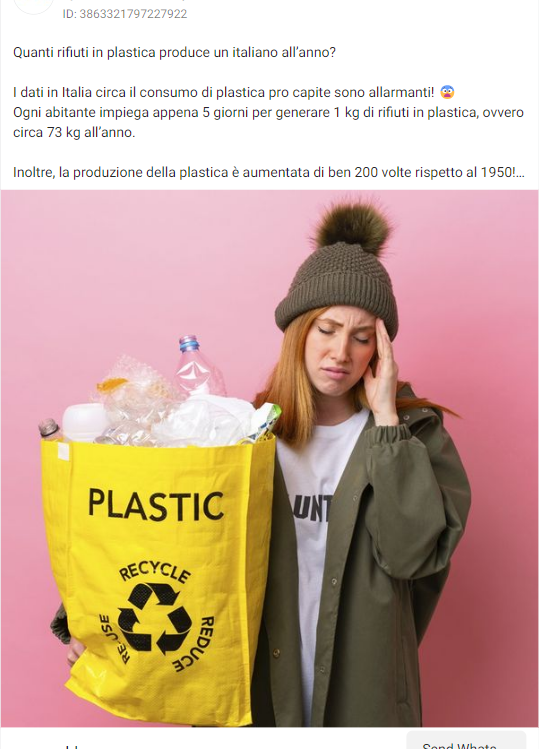 ID: 3863321797227922
Quanti rifiuti in plastica produce un italiano all’anno?
I dati in Italia circa il consumo di plastica pro capite sono allarmanti! 😨
Ogni abitante impiega appena 5 giorni per generare 1 kg di rifiuti in plastica, ovvero
circa 73 kg all’anno.
Inoltre, la produzione della plastica è aumentata di ben 200 volte rispetto al 1950!...
PLASTIC
RECYCLE
REDUCE
RE-USE
UNT